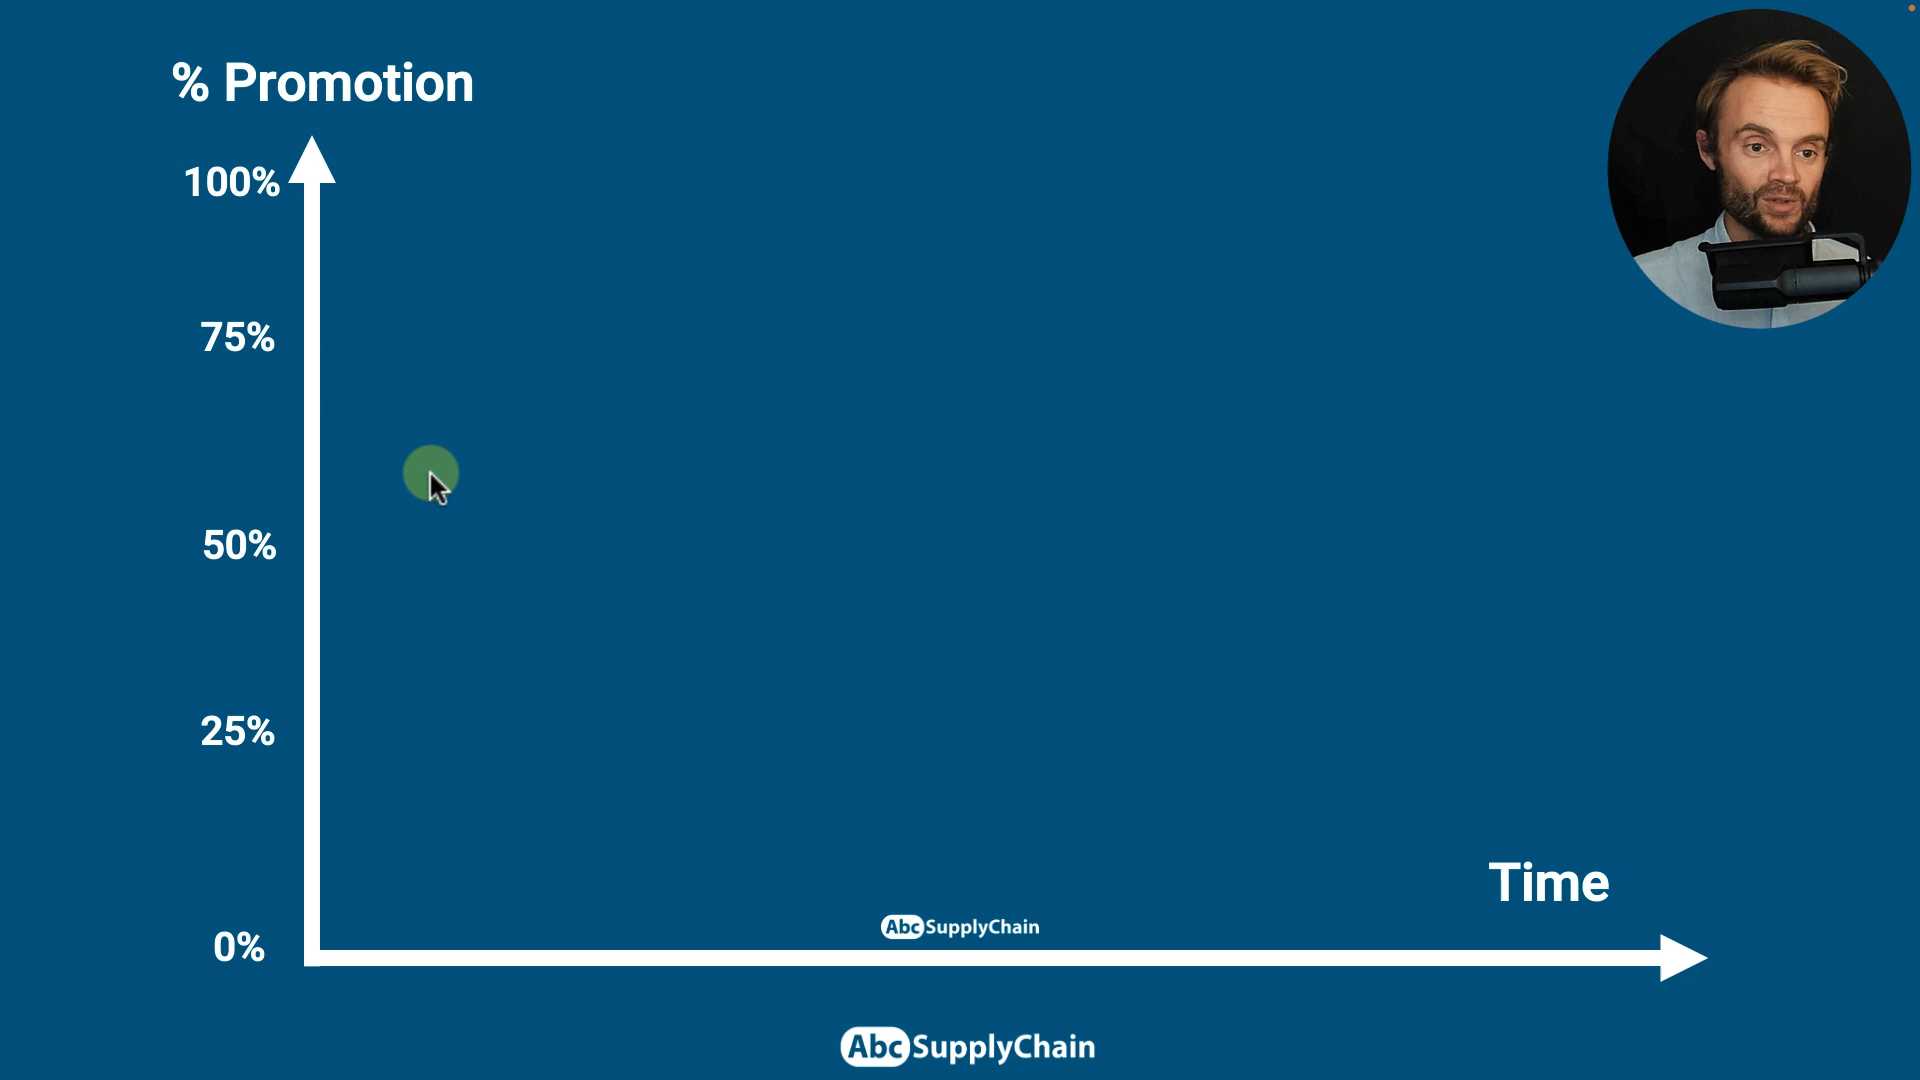 % Promotion
100%
75%
50%
25%
Time
AbcSupplyChain
0%
AbcSupplyChain